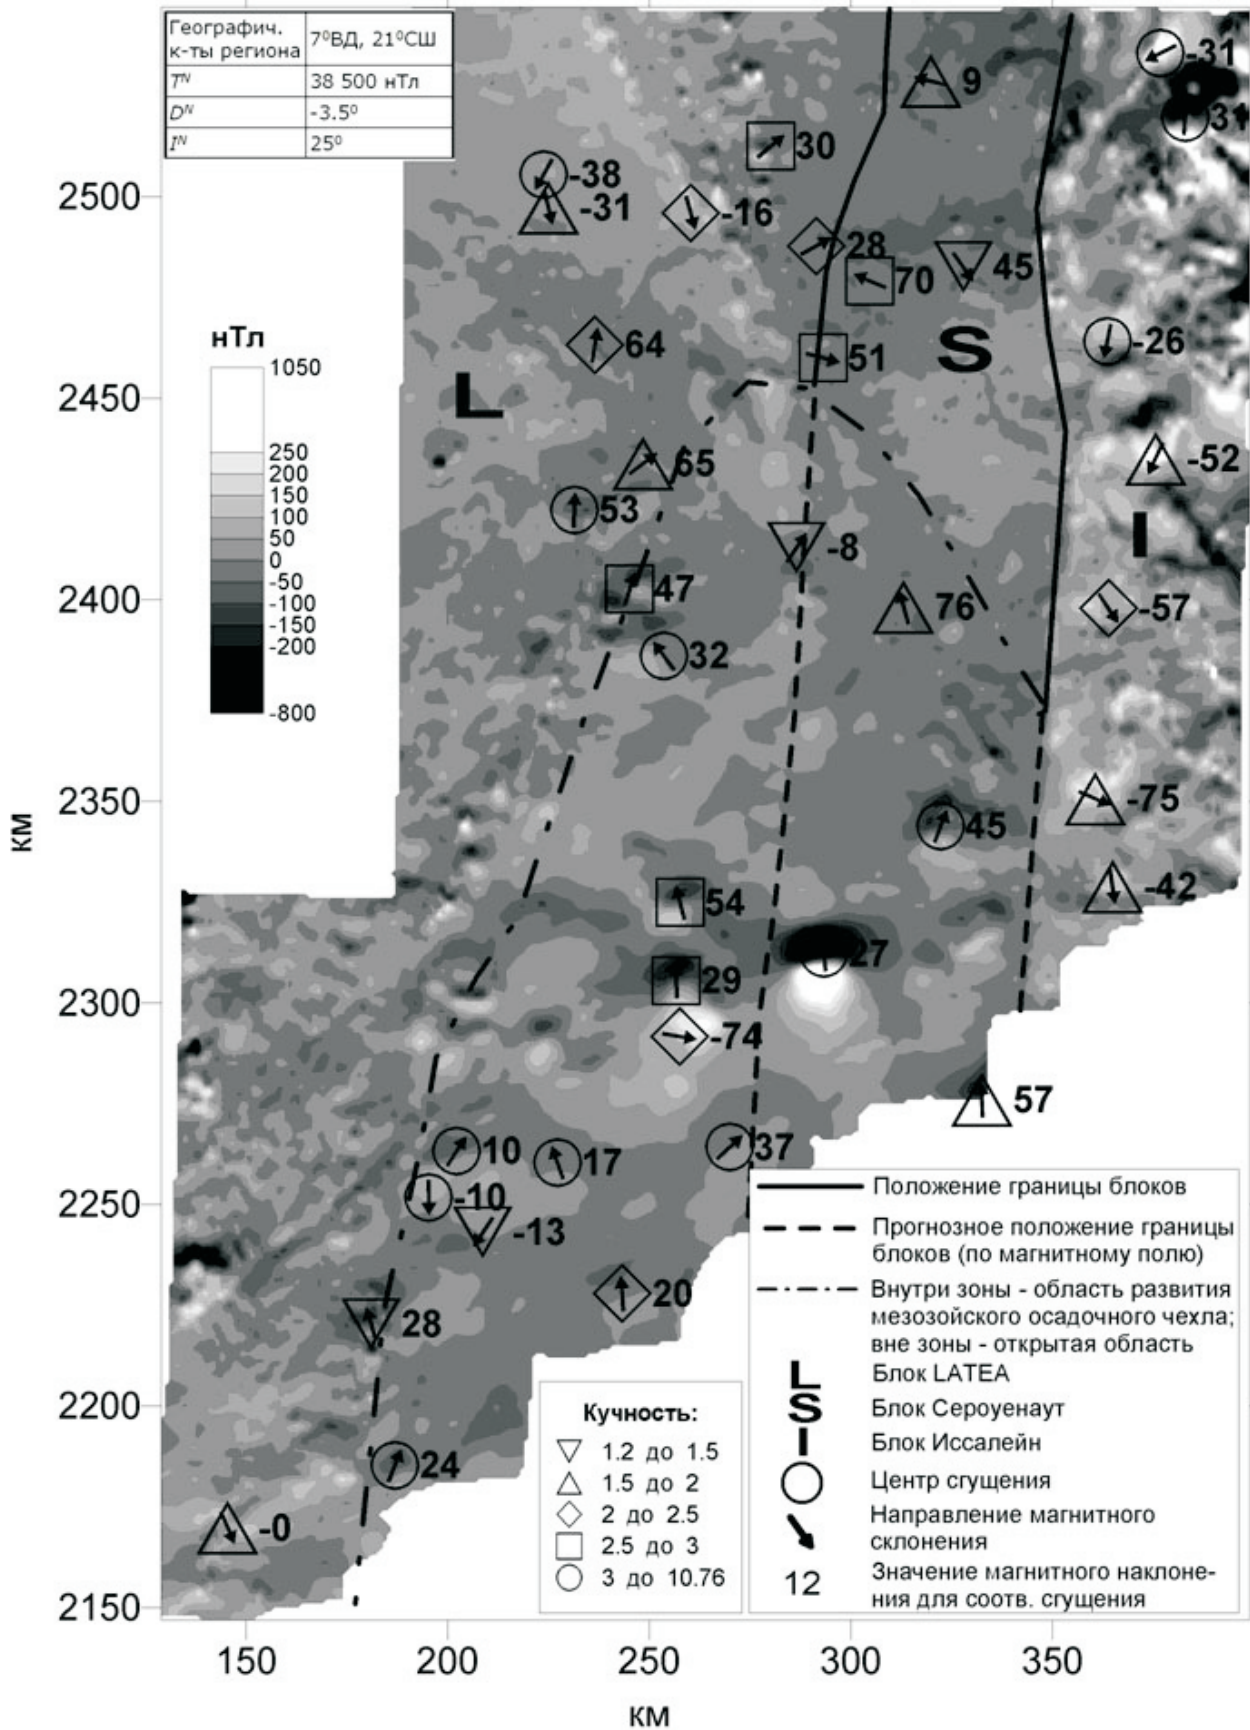 Географич. к-ты региона 7⁰ВД, 21⁰СШ
Tᴺ 38 500 нТл
Dᴺ -3.5⁰
Iᴺ 25⁰
-31
9
31
30
-38
-31
-16
28
45
70
64
51
S
-26
L
65
-52
53
-8
I
47
76
-57
32
-75
45
-42
54
27
29
-74
57
10
17
37
-10
-13
20
28
24
-0
нТл
1050
250
200
150
100
50
0
-50
-100
-150
-200
-800
2500
2450
2400
2350
2300
2250
2200
2150
км
150
200
250
300
350
км
Кучность:
1.2 до 1.5
1.5 до 2
2 до 2.5
2.5 до 3
3 до 10.76
Положение границы блоков
Прогнозное положение границы
блоков (по магнитному полю)
Внутри зоны - область развития
мезозойского осадочного чехла;
вне зоны - открытая область
L Блок LATEA
S Блок Сероуенаут
I Блок Иссалейн
Центр сгущения
Направление магнитного
склонения
12 Значение магнитного наклоне-
ния для соотв. сгущения